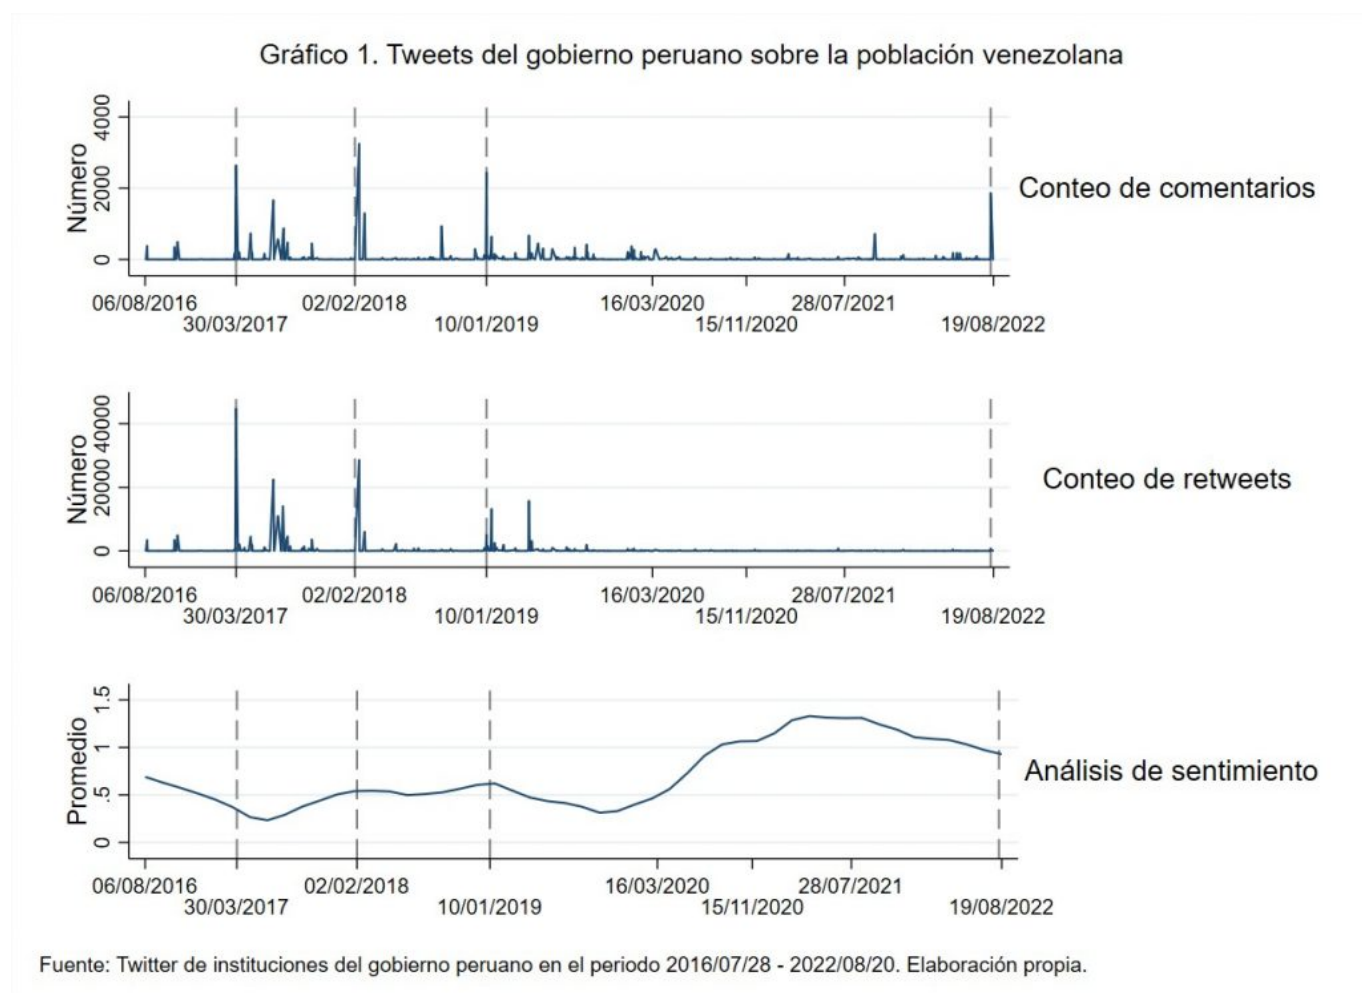 Gráfico 1. Tweets del gobierno peruano sobre la población venezolana
4000
2000
0
Número
Conteo de comentarios
06/08/2016 02/02/2018 16/03/2020 28/07/2021
30/03/2017 10/01/2019 15/11/2020 19/08/2022
40000
20000
0
Número
Conteo de retweets
06/08/2016 02/02/2018 16/03/2020 28/07/2021
30/03/2017 10/01/2019 15/11/2020 19/08/2022
1.5
1
.5
0
Promedio
Análisis de sentimiento
06/08/2016 02/02/2018 16/03/2020 28/07/2021
30/03/2017 10/01/2019 15/11/2020 19/08/2022
Fuente: Twitter de instituciones del gobierno peruano en el periodo 2016/07/28 - 2022/08/20. Elaboración propia.